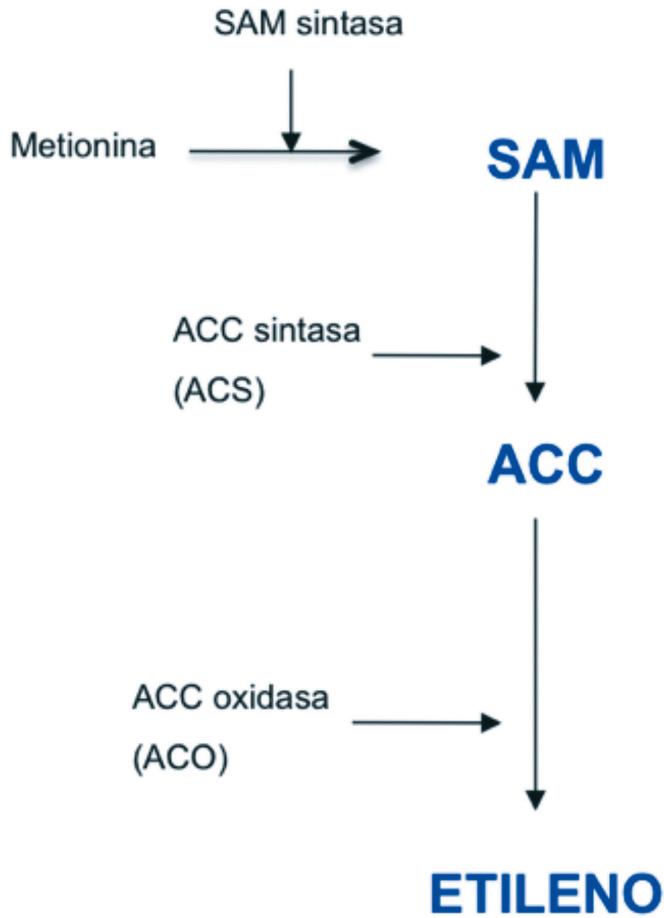 SAM sintasa
Metionina
SAM
ACC sintasa
(ACS)
ACC
ACC oxidasa
(ACO)
ETILENO